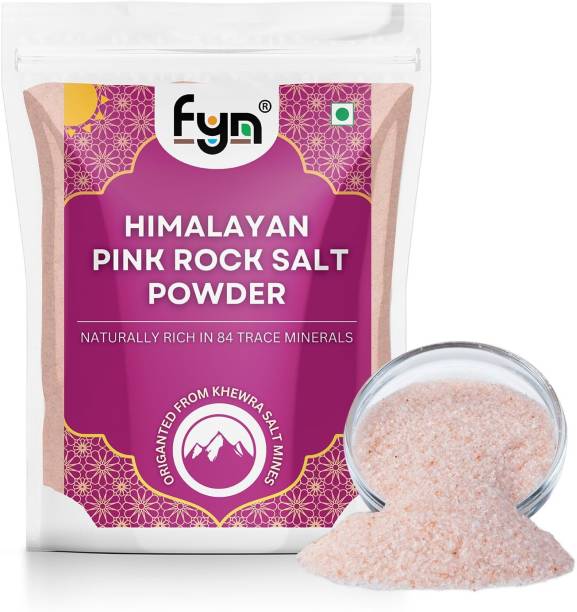 fyn®
HIMALAYAN
PINK ROCK SALT
POWDER
NATURALLY RICH IN 84 TRACE MINERALS
ORIGANTED FROM KHEWRA SALT MINES